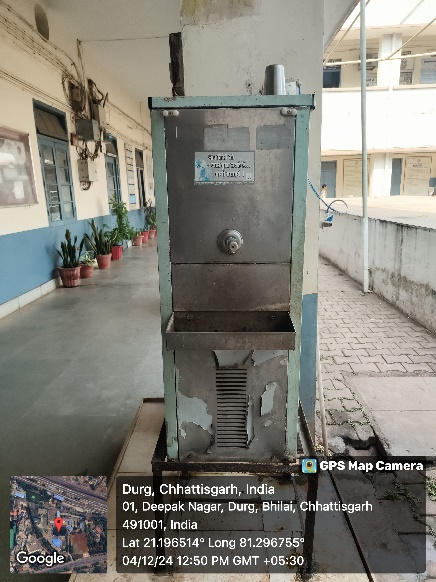 GPS Map Camera
Durg, Chhattisgarh, India
01, Deepak Nagar, Durg, Bhilai, Chhattisgarh
491001, India
Lat 21.196514° Long 81.296755°
04/12/24 12:50 PM GMT +05:30
Google